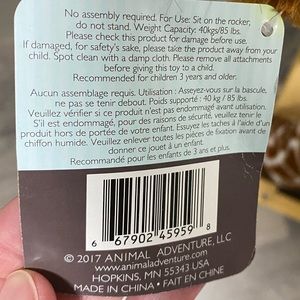 No assembly required. For Use: Sit on the rocker,
do not stand. Weight Capacity: 40kgs/85 lbs.
Please check this product for damage before use.
If damaged, for safety's sake, please take the product away from your
child. Spot clean with a damp cloth. Please remove all attachments
before giving this toy to a child.
Recommended for children 3 years and older.
Aucun assemblage requis. Utilisation : Asseyez-vous sur la bascule,
ne pas se tenir debout. Poids supporté : 40 kg / 85 lbs.
Veuillez vérifier si ce produit n'est pas endommagé avant utilisation.
S'il est endommagé, pour des raisons de sécurité, veuillez tenir le
produit hors de portée de votre enfant. Essuyez les taches à l'aide d'un
chiffon humide. Veuillez enlever toutes les pièces de fixation avant de
donner ce jouet à un enfant.
Recommandé pour les enfants de 3 ans et plus.
6 67902 45959 8
© 2017 ANIMAL ADVENTURE, LLC
www.animaladventure.com
HOPKINS, MN 55343 USA
MADE IN CHINA • FAIT EN CHINE